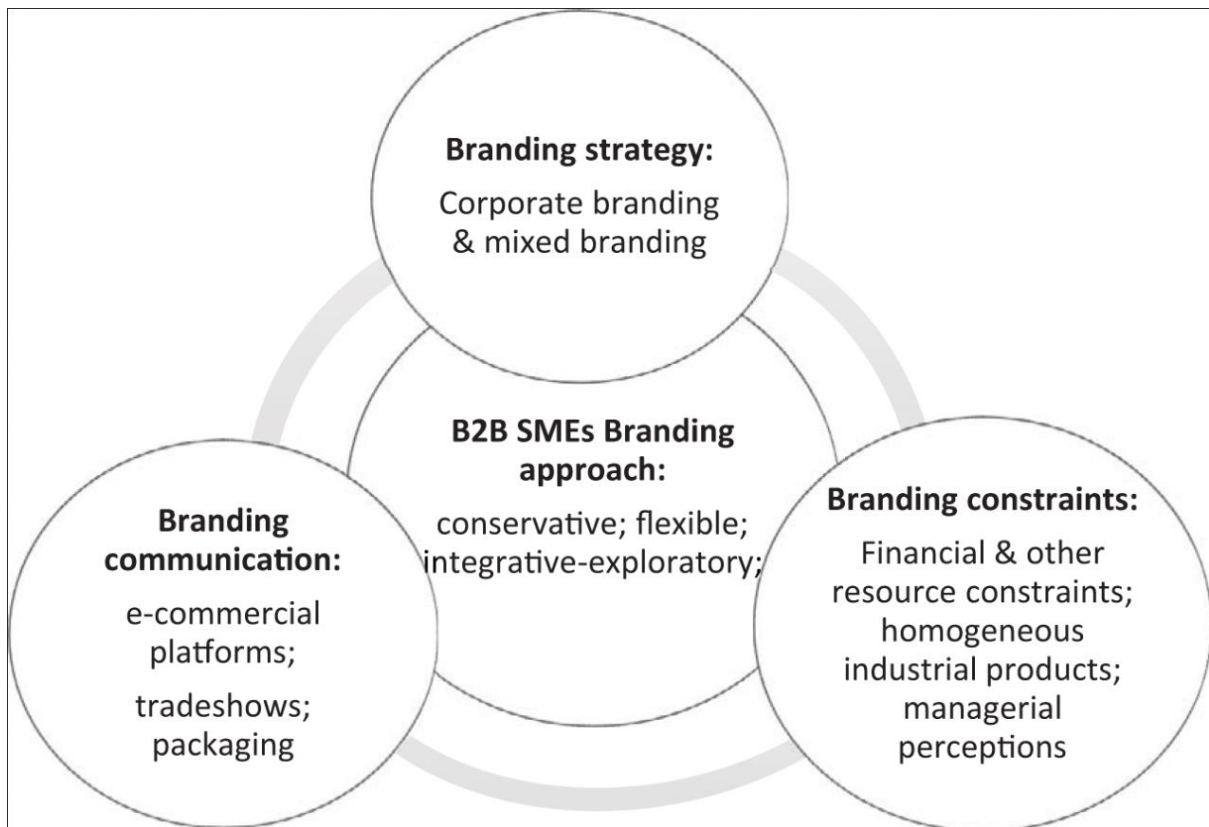 Branding strategy:
Corporate branding
& mixed branding
B2B SMEs Branding
approach:
conservative; flexible;
integrative-exploratory;
Branding
communication:
e-commercial
platforms;
tradeshows;
packaging
Branding constraints:
Financial & other
resource constraints;
homogeneous
industrial products;
managerial
perceptions